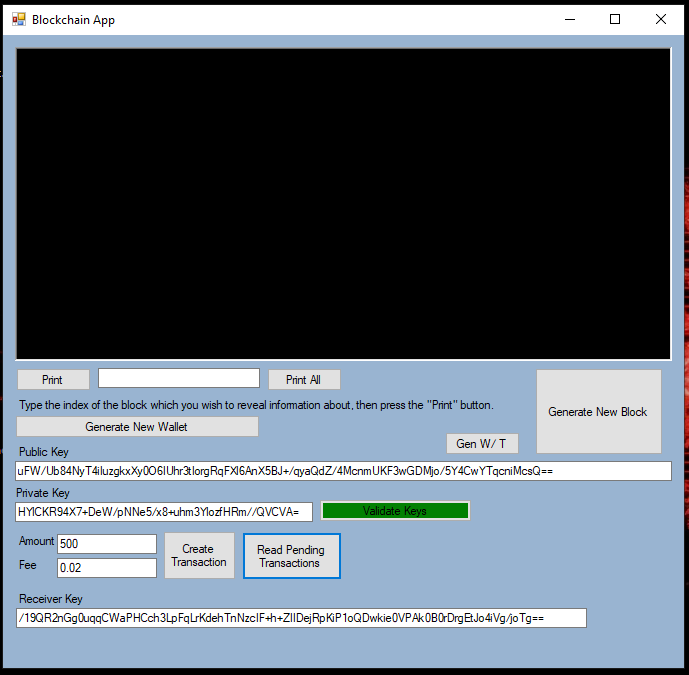 Blockchain App
Print
Print All
Type the index of the block which you wish to reveal information about, then press the "Print" button.
Generate New Block
Generate New Wallet
Gen W/ T
Public Key
uFW/Ub84NyT4iluzgkxXy0O6IUhr3tIorgRqFXl6AnX5BJ+/qyaQdZ/4McnmUKF3wGDMjo/5Y4CwYTqcniMcsQ==
Private Key
HYlCKR94X7+DeW/pNNe5/x8+uhm3YlozfHRm//QVCVA=
Validate Keys
Amount 500
Fee 0.02
Create
Transaction
Read Pending
Transactions
Receiver Key
/19QR2nGg0uqqCWaPHCch3LpFqLrKdehTnNzcIF+h+ZIlDejRpKiP1oQDwkie0VPAk0B0rDrgEtJo4iVg/joTg==